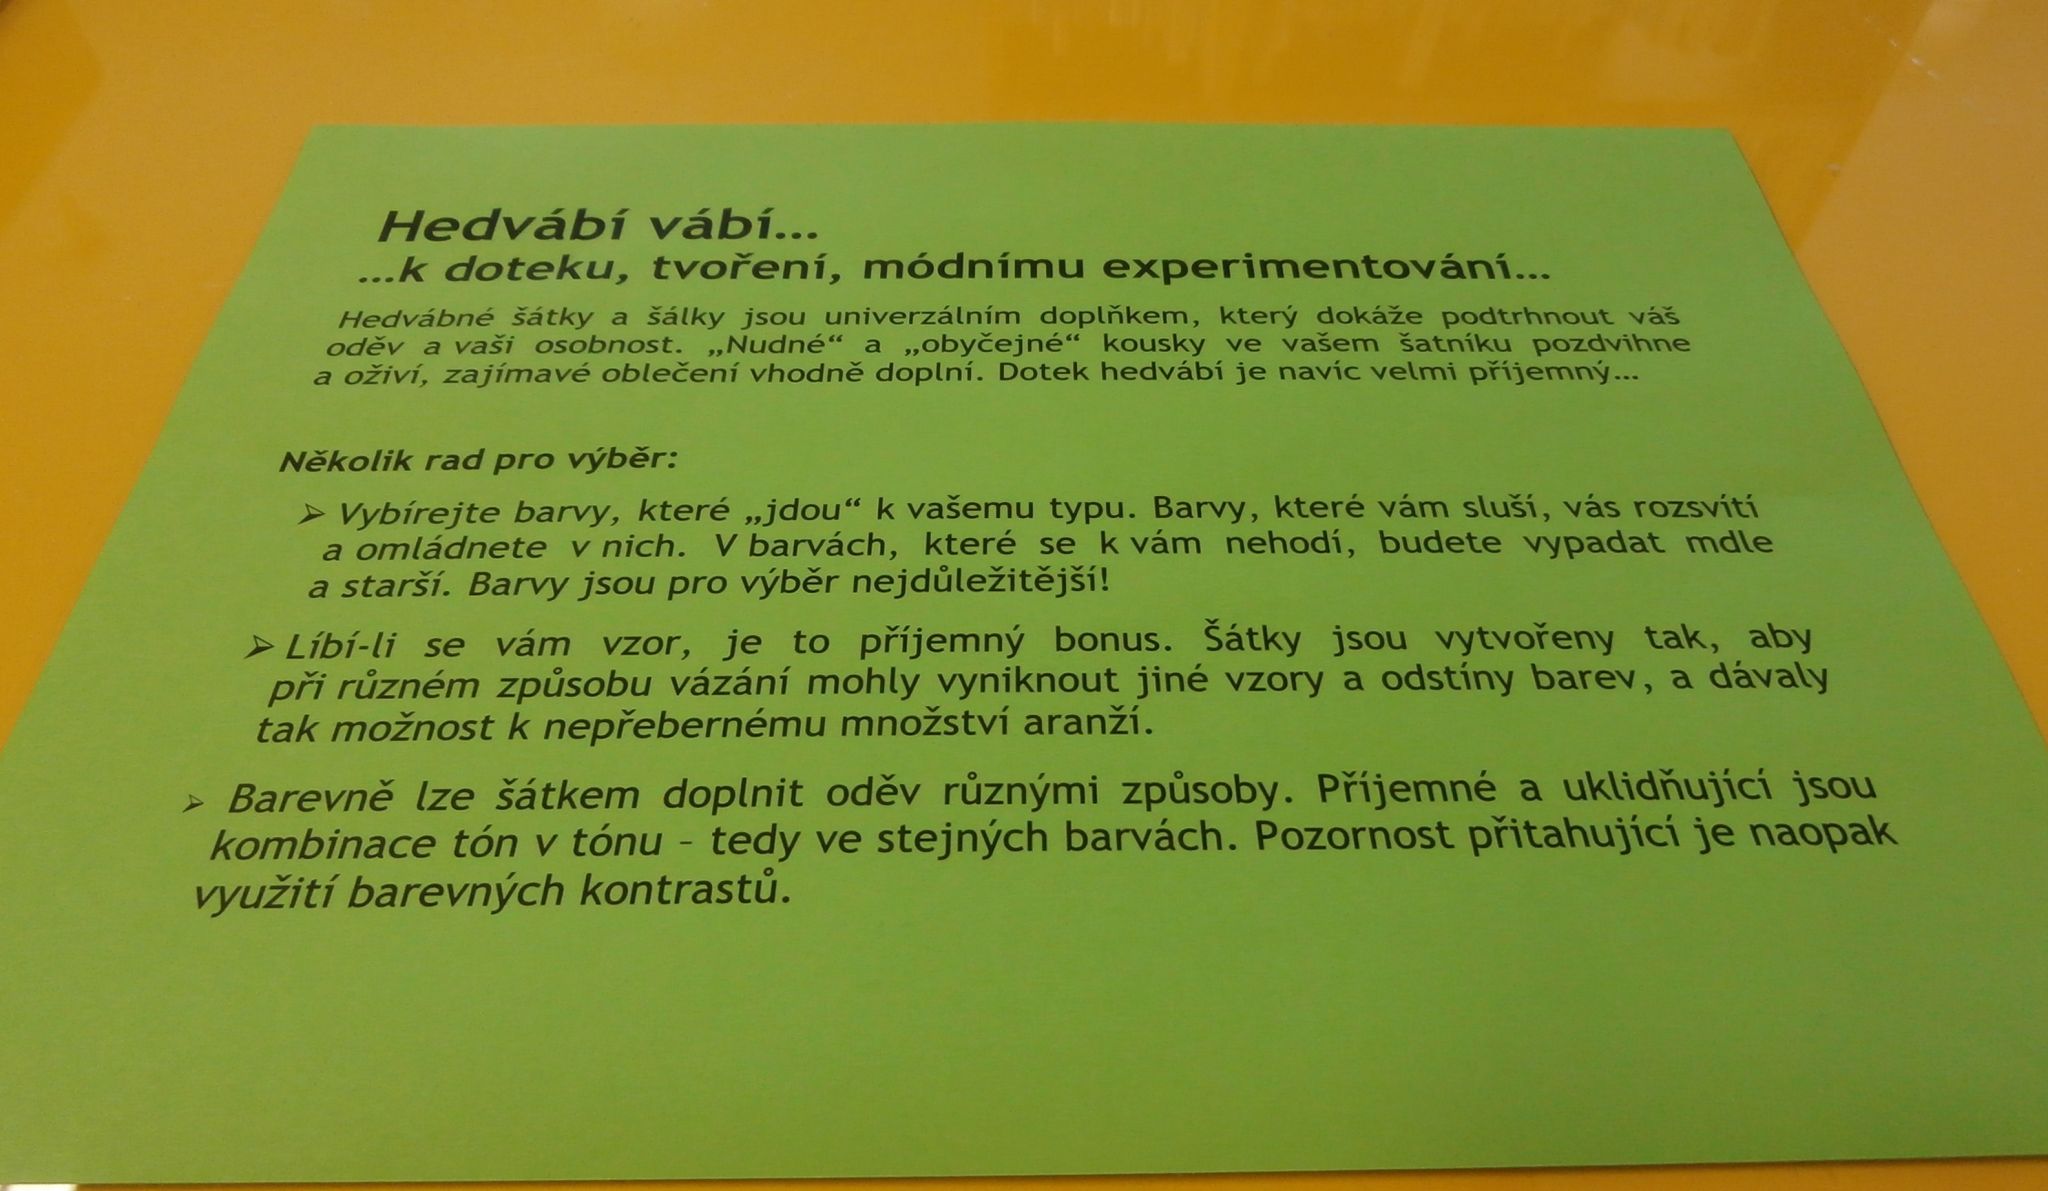 Hedvábí vábí...
...k doteku, tvoření, módnímu experimentování...
Hedvábné šátky a šálky jsou univerzálním doplňkem, který dokáže podtrhnout váš
oděv a vaši osobnost. „Nudné“ a „obyčejné“ kousky ve vašem šatníku pozdvihne
a oživí, zajímavé oblečení vhodně doplní. Dotek hedvábí je navíc velmi příjemný...
Několik rad pro výběr:
➢ Vybírejte barvy, které „jdou“ k vašemu typu. Barvy, které vám sluší, vás rozsvítí
a omládnete v nich. V barvách, které se k vám nehodí, budete vypadat mdle
a starší. Barvy jsou pro výběr nejdůležitější!
➢ Líbí-li se vám vzor, je to příjemný bonus. Šátky jsou vytvořeny tak, aby
při různém způsobu vázání mohly vyniknout jiné vzory a odstíny barev, a dávaly
tak možnost k nepřebernému množství aranží.
➢ Barevně lze šátkem doplnit oděv různými způsoby. Příjemné a uklidňující jsou
kombinace tón v tónu – tedy ve stejných barvách. Pozornost přitahující je naopak
využití barevných kontrastů.